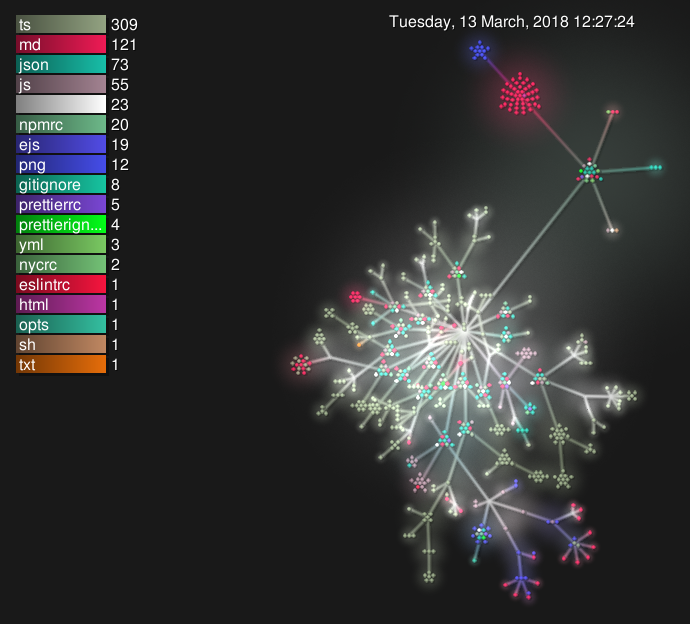 Tuesday, 13 March, 2018 12:27:24
ts 309
md 121
json 73
js 55
23
npmrc 20
ejs 19
png 12
gitignore 8
prettierrc 5
prettierign... 4
yml 3
nycrc 2
eslintrc 1
html 1
opts 1
sh 1
txt 1